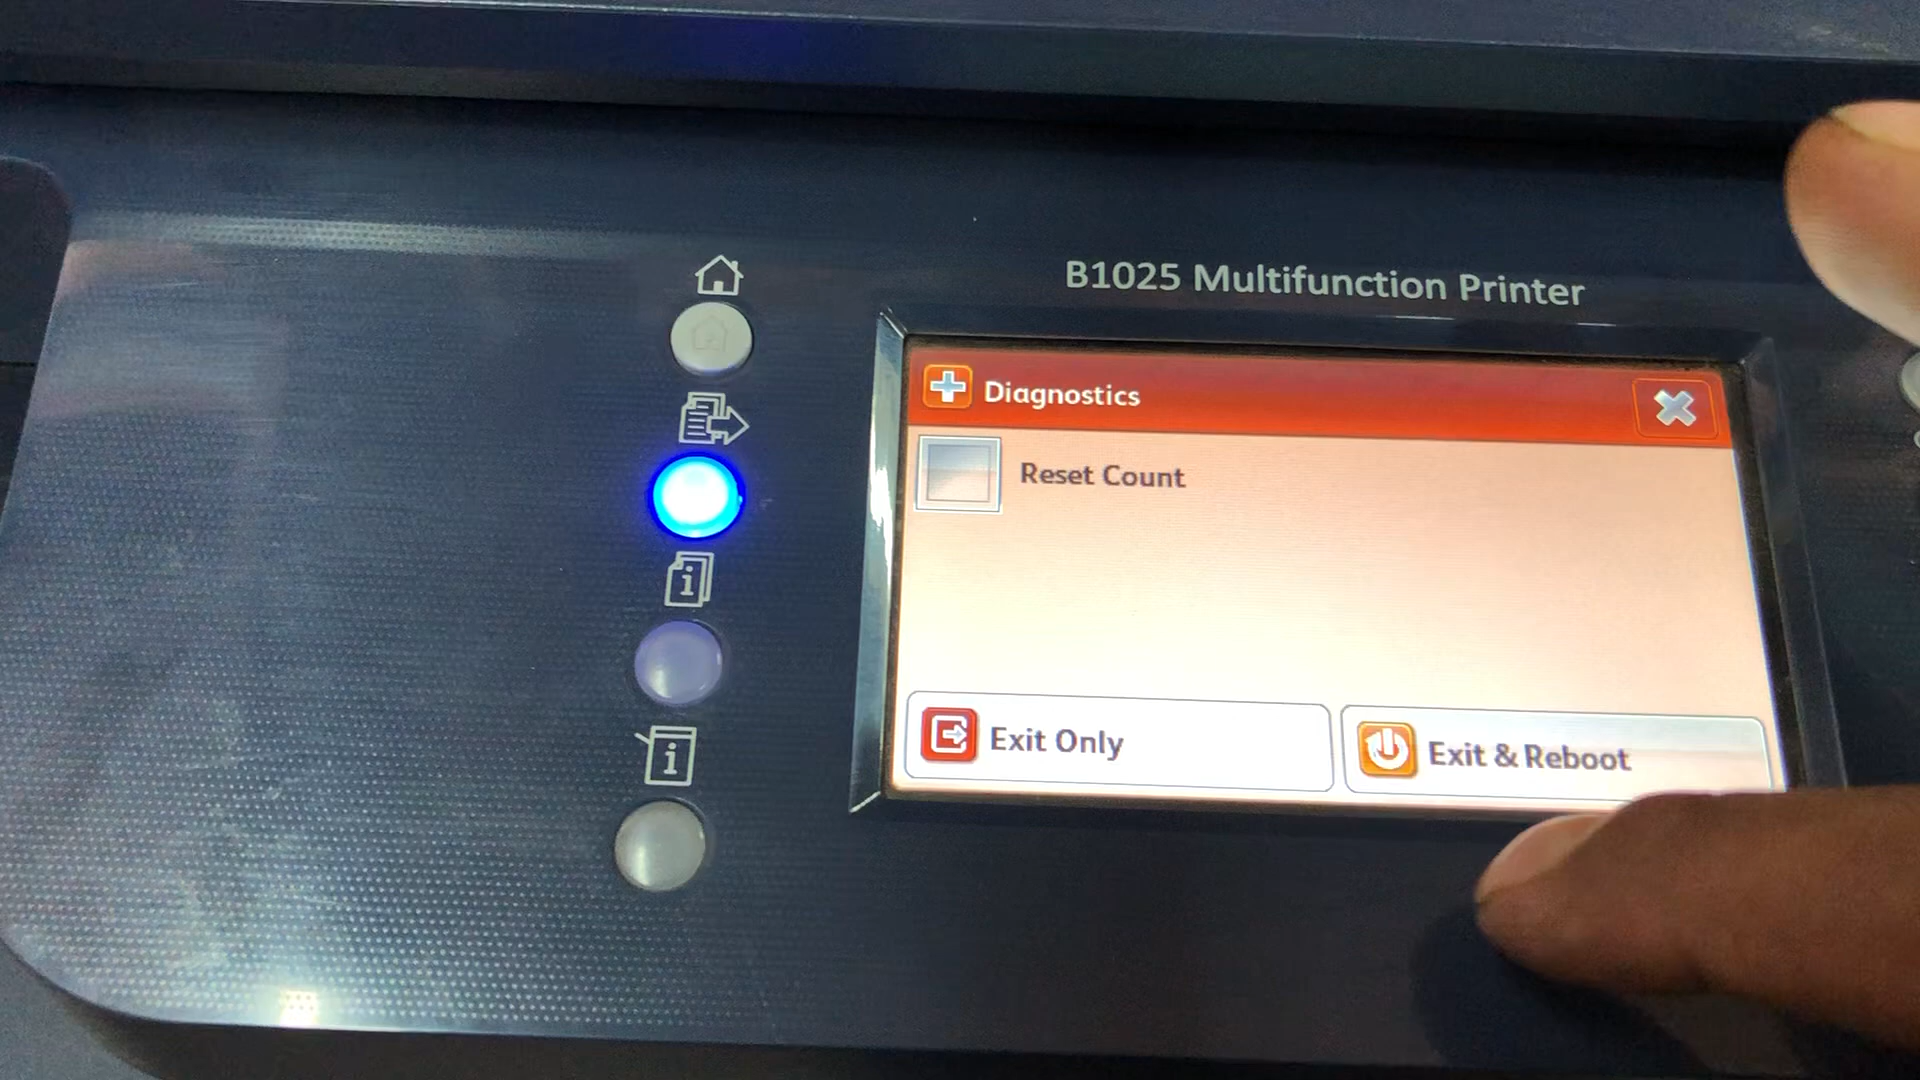 B1025 Multifunction Printer
Diagnostics
Reset Count
Exit Only
Exit & Reboot